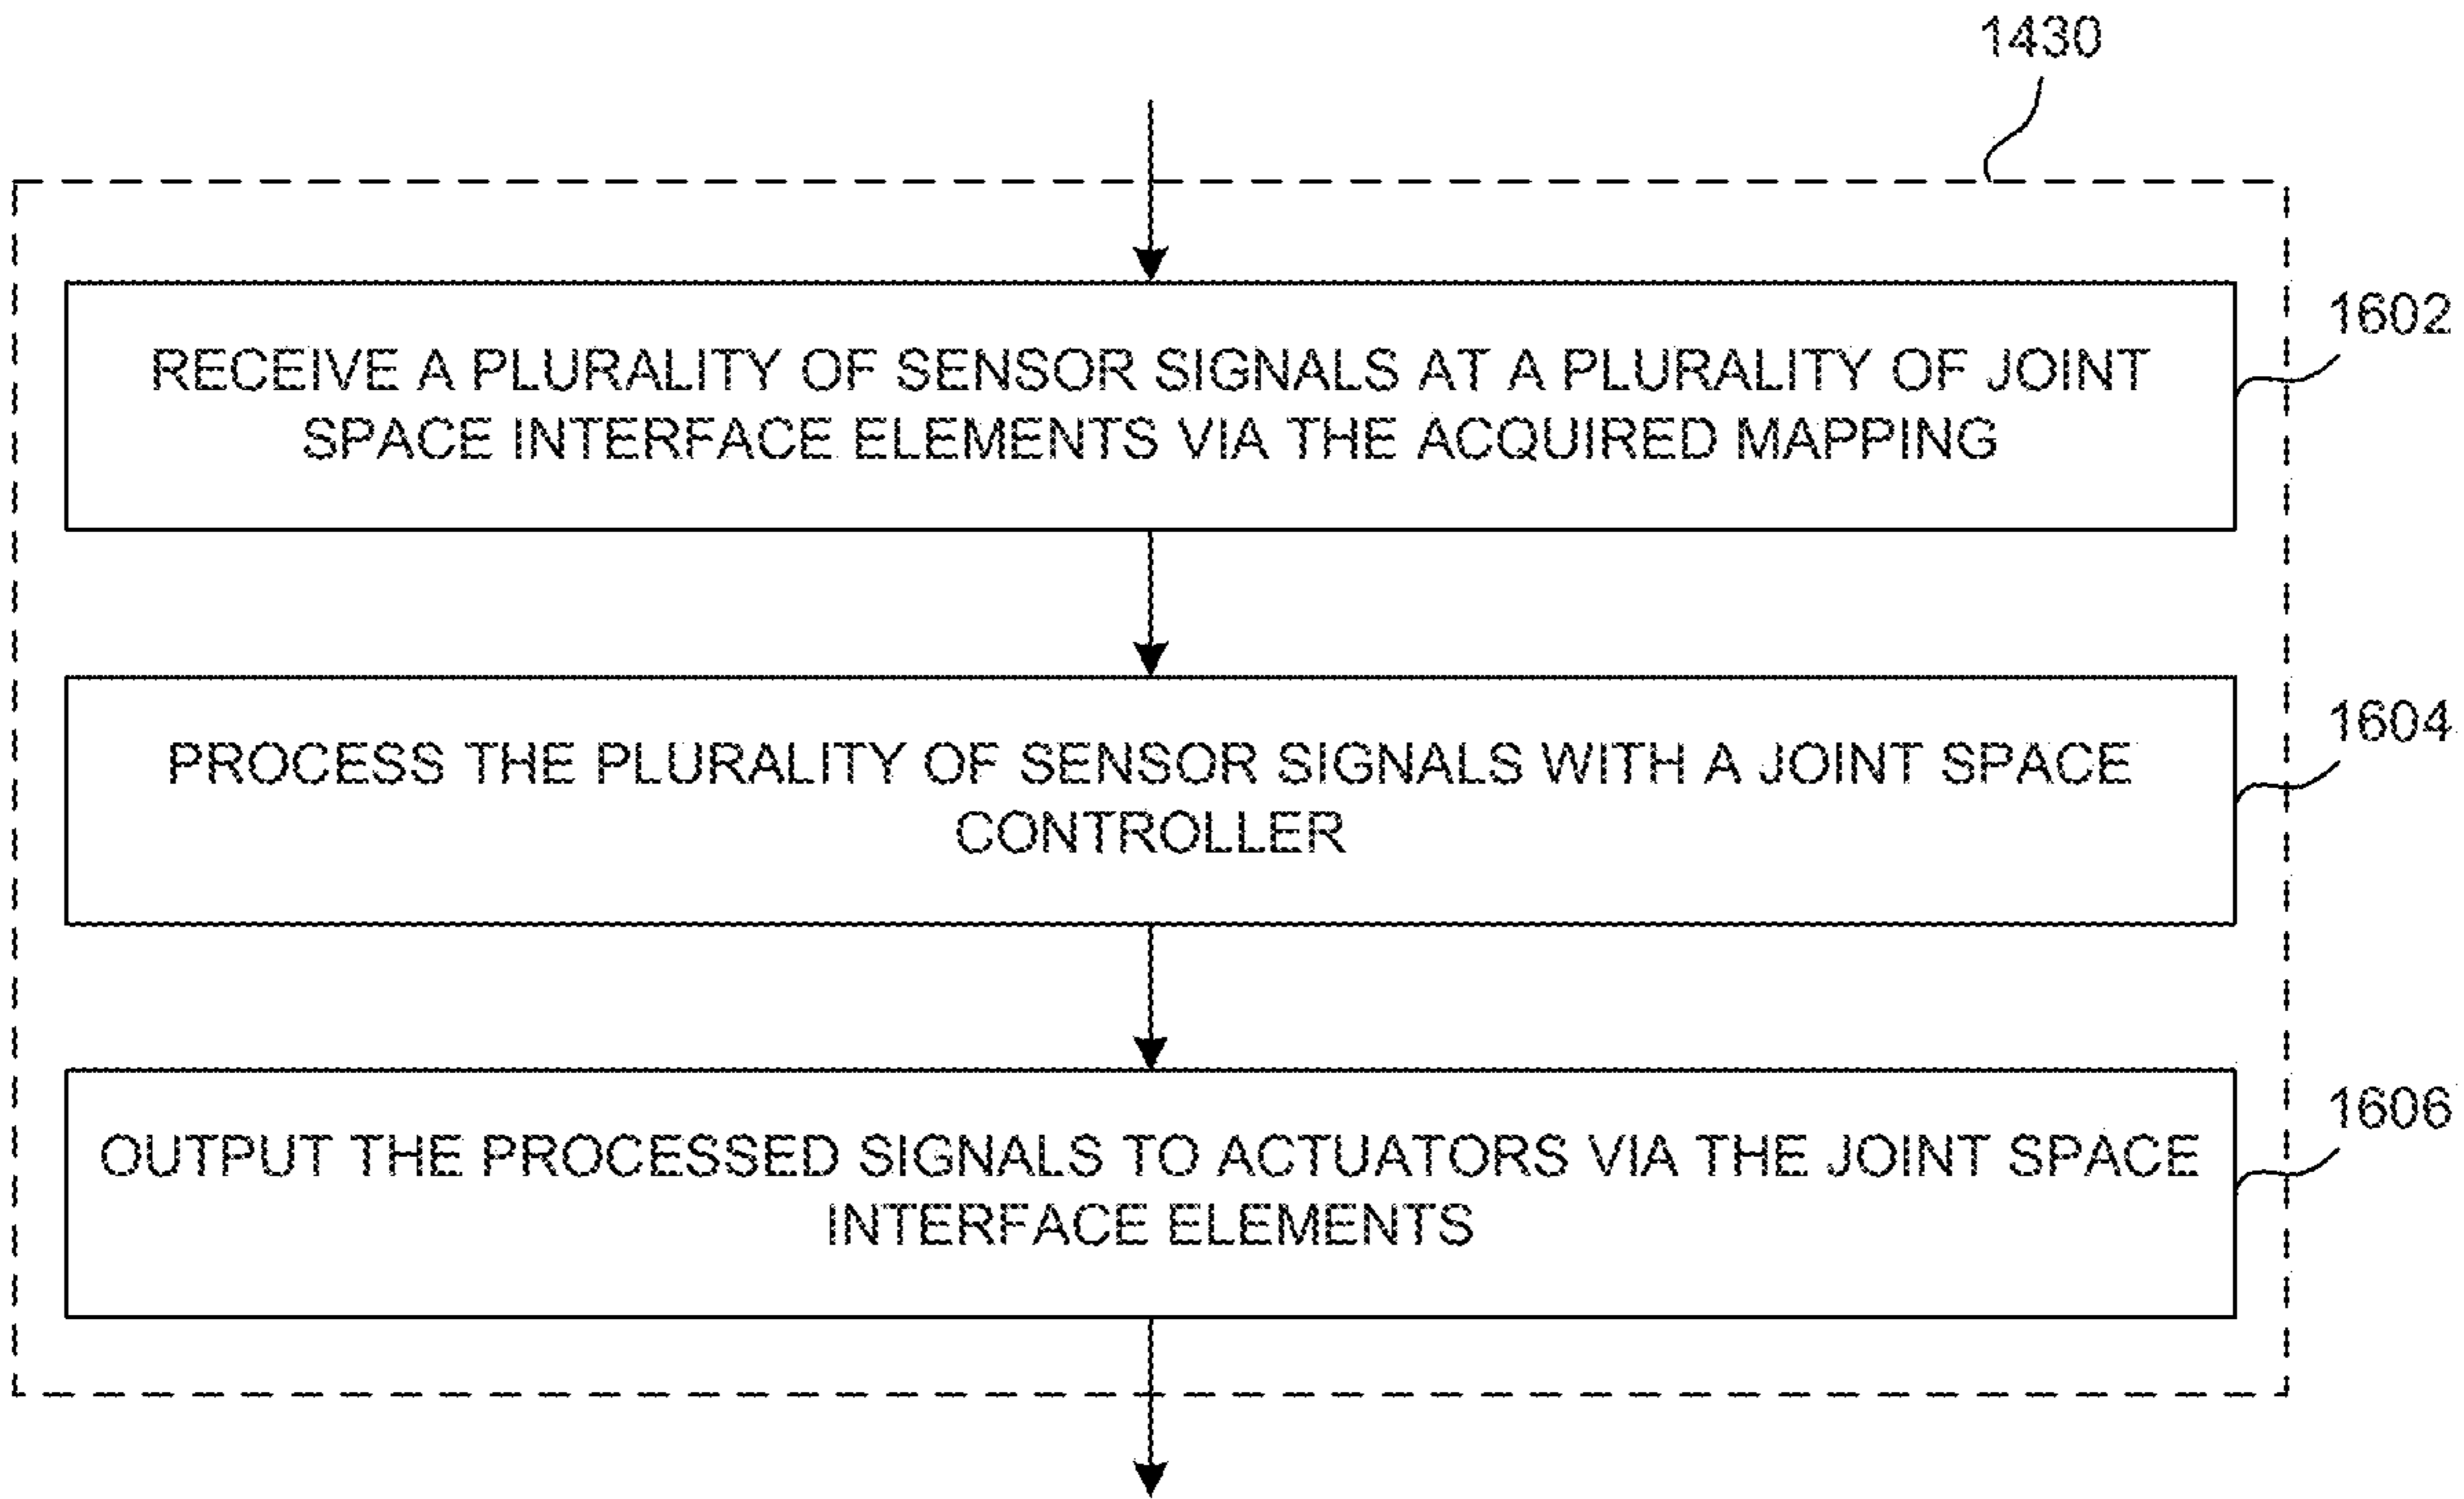 1430
RECEIVE A PLURALITY OF SENSOR SIGNALS AT A PLURALITY OF JOINT
SPACE INTERFACE ELEMENTS VIA THE ACQUIRED MAPPING
1602
PROCESS THE PLURALITY OF SENSOR SIGNALS WITH A JOINT SPACE
CONTROLLER
1604
OUTPUT THE PROCESSED SIGNALS TO ACTUATORS VIA THE JOINT SPACE
INTERFACE ELEMENTS
1606